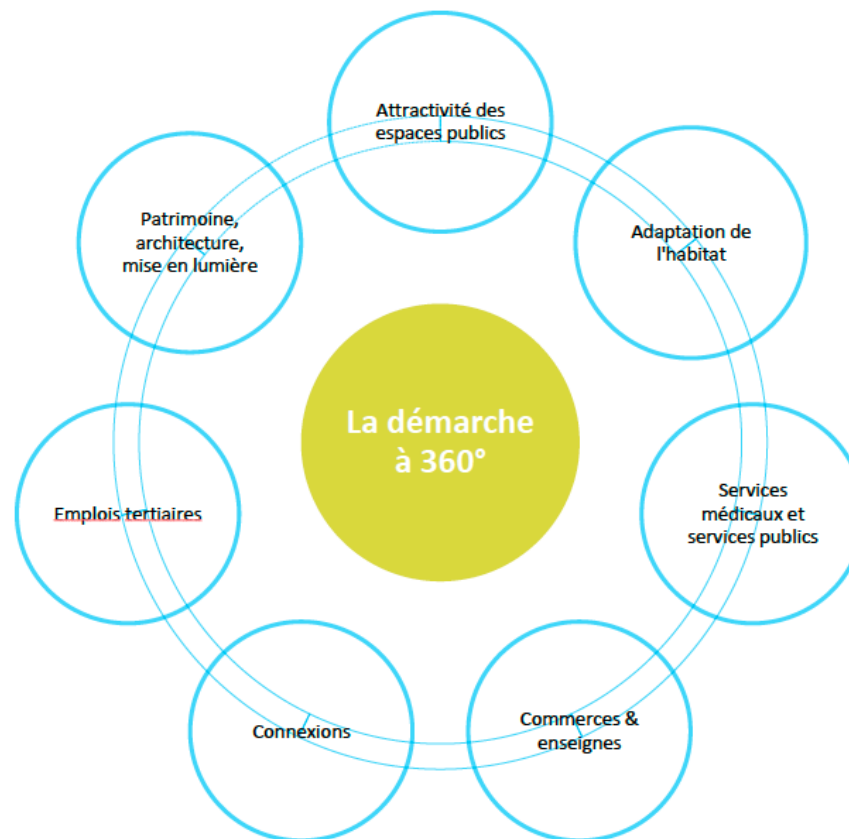 Attractivité des
espaces publics
Patrimoine,
architecture,
mise en lumière
Adaptation de
l'habitat
La démarche
à 360°
Emplois tertiaires
Services
médicaux et
services publics
Connexions
Commerces &
enseignes